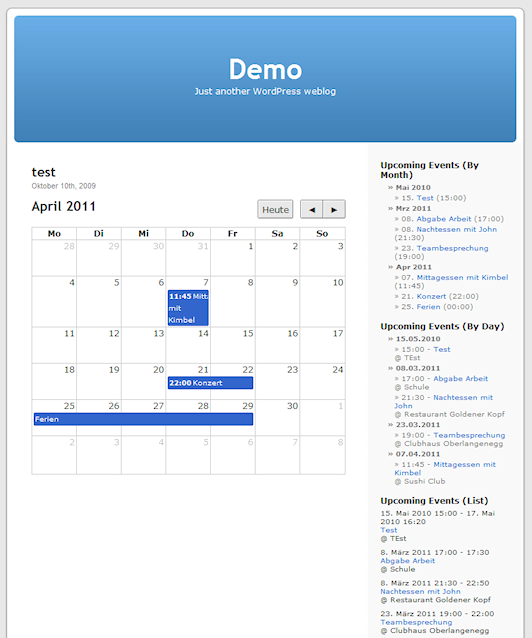 Demo
Just another WordPress weblog
test
Oktober 10th, 2009
April 2011
Heute ◄ ►
Mo Di Mi Do Fr Sa So
28 29 30 31 1 2 3
4 5 6 7 8 9 10
11:45 Mitt
mit
Kimbel
11 12 13 14 15 16 17
18 19 20 21 22 23 24
22:00 Konzert
25 26 27 28 29 30 1
Ferien
2 3 4 5 6 7 8
Upcoming Events (By
Month)
» Mai 2010
» 15. Test (15:00)
» Mrz 2011
» 08. Abgabe Arbeit (17:00)
» 08. Nachtessen mit John
(21:30)
» 23. Teambesprechung
(19:00)
» Apr 2011
» 07. Mittagessen mit Kimbel
(11:45)
» 21. Konzert (22:00)
» 25. Ferien (00:00)
Upcoming Events (By Day)
» 15.05.2010
» 15:00 - Test
@ TEst
» 08.03.2011
» 17:00 - Abgabe Arbeit
@ Schule
» 21:30 - Nachtessen mit
John
@ Restaurant Goldener Kopf
» 23.03.2011
» 19:00 - Teambesprechung
@ Clubhaus Oberlangenegg
» 07.04.2011
» 11:45 - Mittagessen mit
Kimbel
@ Sushi Club
Upcoming Events (List)
15. Mai 2010 15:00 - 17. Mai
2010 16:20
Test
@ TEst
8. März 2011 17:00 - 17:30
Abgabe Arbeit
@ Schule
8. März 2011 21:30 - 22:50
Nachtessen mit John
@ Restaurant Goldener Kopf
23. März 2011 19:00 - 22:00
Teambesprechung
@ Clubhaus Oberlangenegg